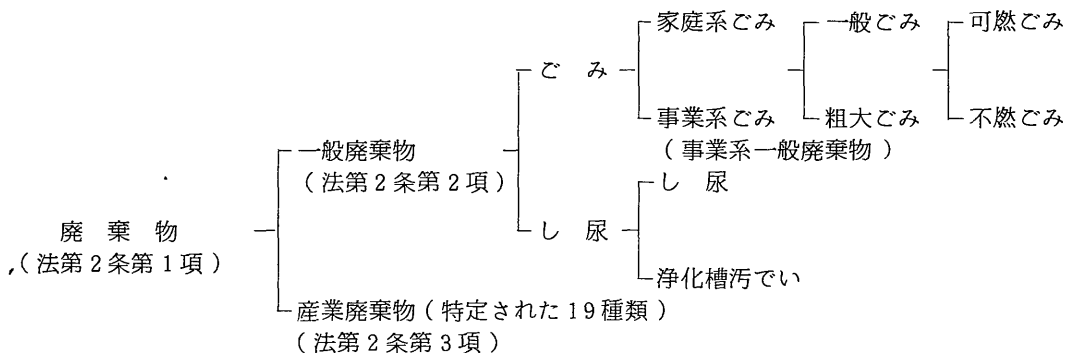 家庭系ごみ 一般ごみ 可燃ごみ
ご み
事業系ごみ 粗大ごみ 不燃ごみ
一般廃棄物 (事業系一般廃棄物)
(法第2条第2項) し 尿
廃 棄 物 し 尿
(法第2条第1項)
浄化槽汚でい
産業廃棄物(特定された19種類)
(法第2条第3項)